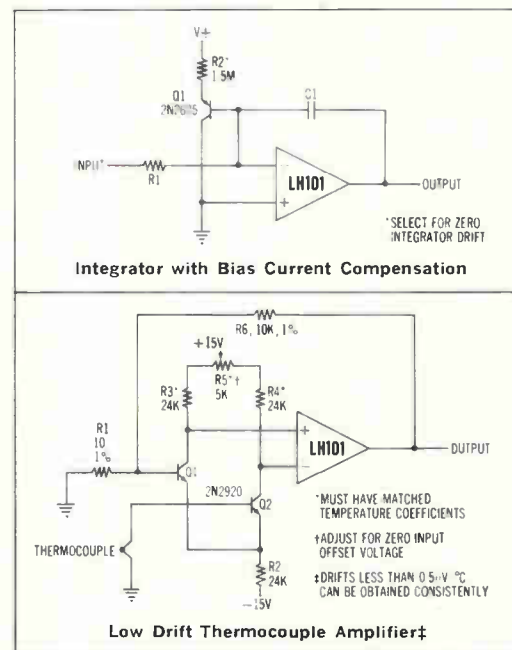 V+
R2*
1.5M
Q1
C1
INPUT
R1
LH101
OUTPUT
*SELECT FOR ZERO
INTEGRATOR DRIFT
Integrator with Bias Current Compensation
R6, 10K, 1%
+15V
R3*
24K
R5*†
5K
R4*
24K
R1
10
1%
LH101
OUTPUT
Q1
2N2920
Q2
THERMOCOUPLE
R2
24K
-15V
*MUST HAVE MATCHED
TEMPERATURE COEFFICIENTS
†ADJUST FOR ZERO INPUT
OFFSET VOLTAGE
‡DRIFTS LESS THAN °C
CAN BE OBTAINED CONSISTENTLY
Low Drift Thermocouple Amplifier‡